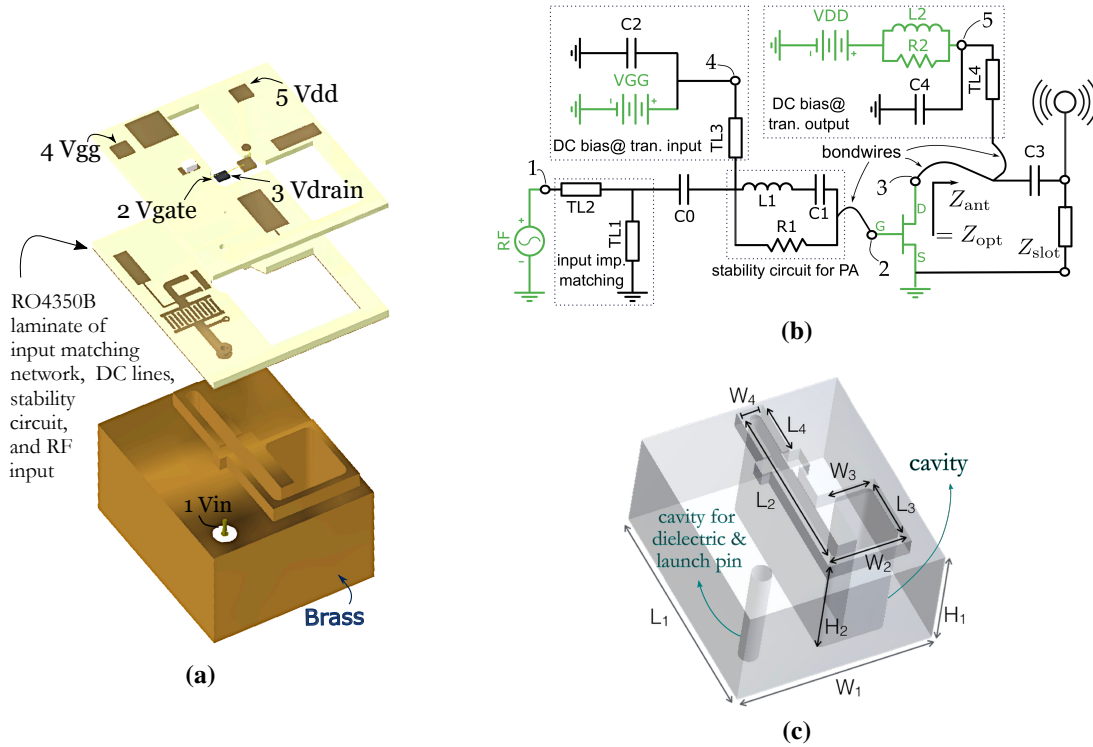 5 Vdd
4 Vgg
3 Vdrain
2 Vgate
RO4350B
laminate of
input matching
network, DC lines,
stability
circuit,
and RF
input
1 Vin
Brass
(a)
C2
VGG
4
DC bias@ tran. input
TL3
VDD
L2
R2
5
C4
TL4
DC bias@
tran. output
bondwires
1
TL2
C0
L1
C1
R1
RF
TL1
input imp.
matching
stability circuit for PA
3
G
D
S
2
Z_ant
= Z_opt
C3
Z_slot
(b)
W4
L4
W3
cavity
L2
L3
cavity for
dielectric &
launch pin
W2
L1
H2
H1
W1
(c)